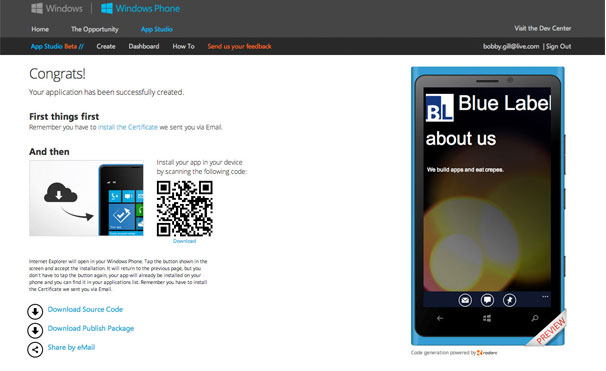 Windows | Windows Phone
Home The Opportunity App Studio Visit the Dev Center
App Studio Beta // Create Dashboard How To Send us your feedback bobby.gill@live.com | Sign Out
Congrats!
Your application has been successfully created.
First things first
Remember you have to install the Certificate we sent you via Email.
And then
Install your app in your device
by scanning the following code:
Download
Internet Explorer will open in your Windows Phone. Tap the button shown in the
screen and accept the installation. It will return to the previous page, but you
don't have to tap the button again, your app will already be installed on your
phone and you can find it in your applications list. Remember you have to install
the Certificate we sent you via Email.
Download Source Code
Download Publish Package
Share by eMail
BL Blue Label
about us
We build apps and eat crepes.
PREVIEW
Code generation powered by